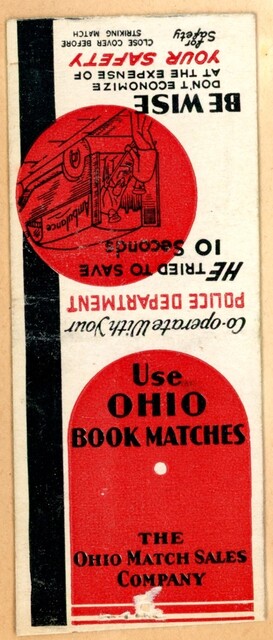 for Safety
CLOSE COVER BEFORE
STRIKING MATCH
BE WISE
DON'T ECONOMIZE
AT THE EXPENSE OF
YOUR SAFETY
Ambulance
HE TRIED TO SAVE
10 Seconds
Co-operate With Your
POLICE DEPARTMENT
Use
OHIO
BOOK MATCHES
THE
OHIO MATCH SALES
COMPANY